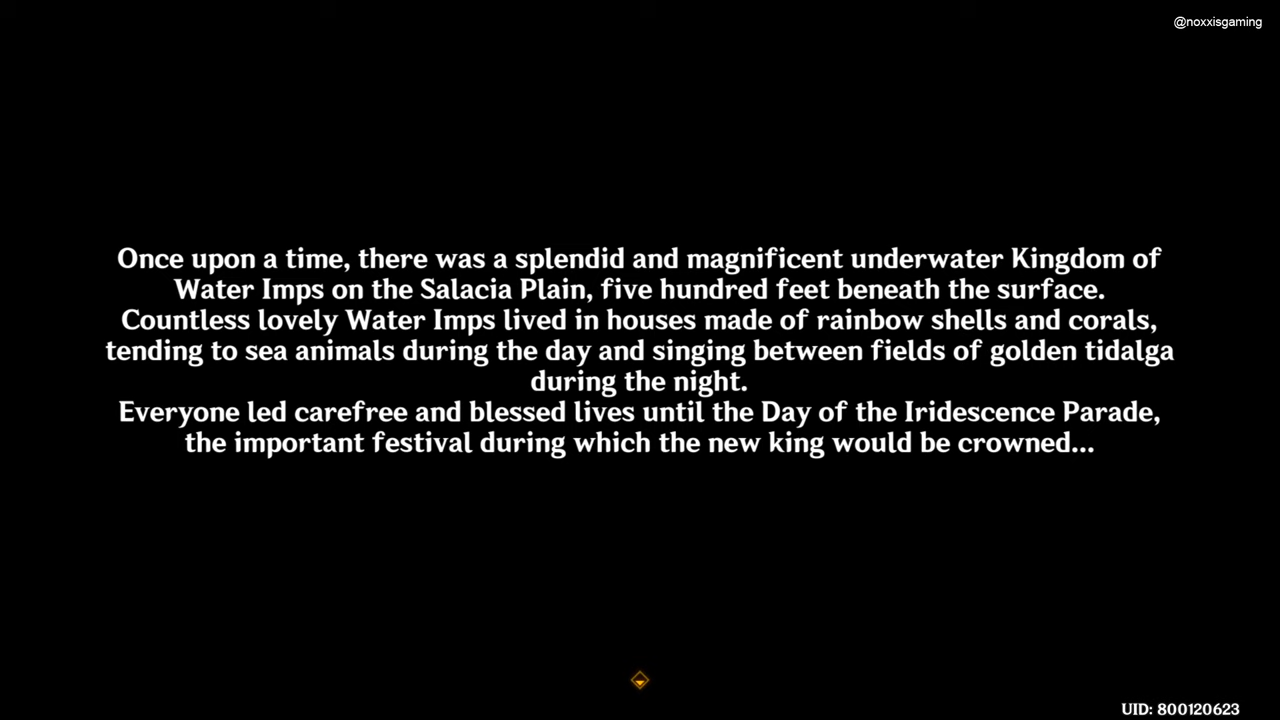 @noxxisgaming
Once upon a time, there was a splendid and magnificent underwater Kingdom of
Water Imps on the Salacia Plain, five hundred feet beneath the surface.
Countless lovely Water Imps lived in houses made of rainbow shells and corals,
tending to sea animals during the day and singing between fields of golden tidalga
during the night.
Everyone led carefree and blessed lives until the Day of the Iridescence Parade,
the important festival during which the new king would be crowned...
UID: 800120623